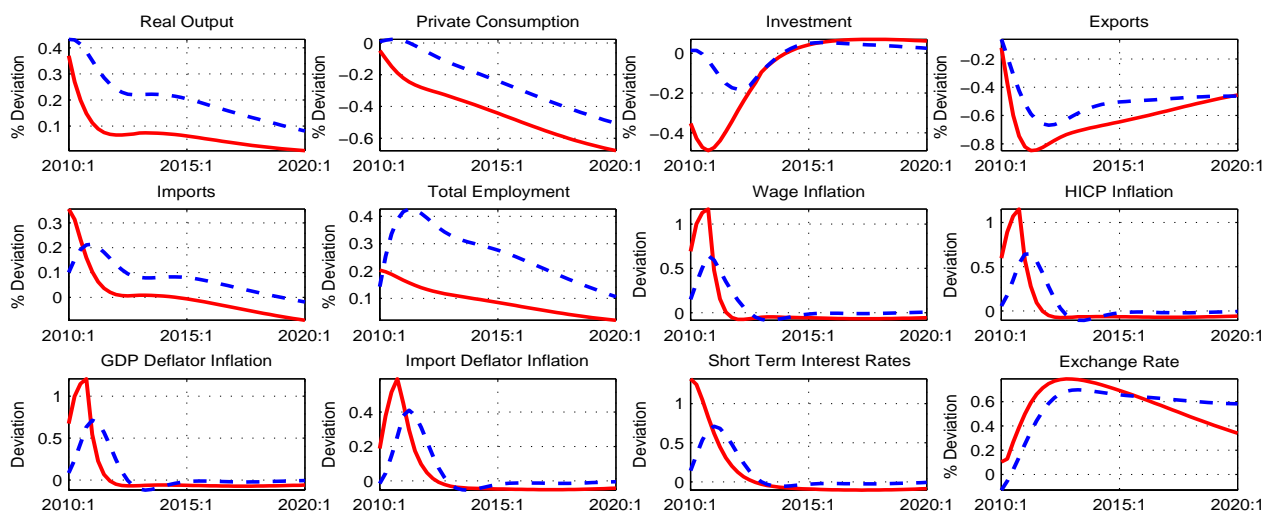 Real Output
% Deviation
0.4
0.3
0.2
0.1
2010:1 2015:1 2020:1
Private Consumption
% Deviation
0
−0.2
−0.4
−0.6
2010:1 2015:1 2020:1
Investment
% Deviation
0
−0.2
−0.4
2010:1 2015:1 2020:1
Exports
% Deviation
−0.2
−0.4
−0.6
−0.8
2010:1 2015:1 2020:1
Imports
% Deviation
0.3
0.2
0.1
0
2010:1 2015:1 2020:1
Total Employment
% Deviation
0.4
0.3
0.2
0.1
2010:1 2015:1 2020:1
Wage Inflation
Deviation
1
0.5
0
2010:1 2015:1 2020:1
HICP Inflation
Deviation
1
0.5
0
2010:1 2015:1 2020:1
GDP Deflator Inflation
Deviation
1
0.5
0
2010:1 2015:1 2020:1
Import Deflator Inflation
Deviation
0.4
0.2
0
2010:1 2015:1 2020:1
Short Term Interest Rates
Deviation
1
0.5
0
2010:1 2015:1 2020:1
Exchange Rate
% Deviation
0.6
0.4
0.2
0
2010:1 2015:1 2020:1